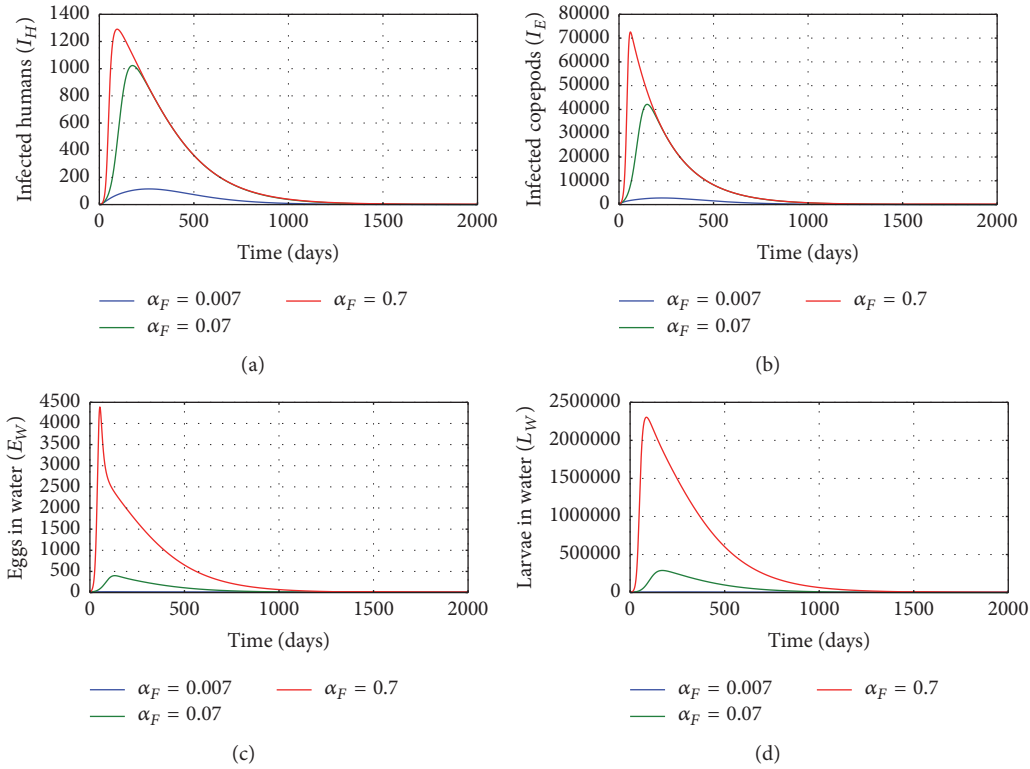 Infected humans (I_H)
1400
1200
1000
800
600
400
200
0
0 500 1000 1500 2000
Time (days)
α_F = 0.007
α_F = 0.07
α_F = 0.7
(a)
Infected copepods (I_E)
80000
70000
60000
50000
40000
30000
20000
10000
0
0 500 1000 1500 2000
Time (days)
α_F = 0.007
α_F = 0.07
α_F = 0.7
(b)
Eggs in water (E_W)
4500
4500
3500
3000
2500
2500
1500
1000
500
0
0 500 1000 1500 2000
Time (days)
α_F = 0.007
α_F = 0.07
α_F = 0.7
(c)
Larvae in water (L_W)
2500000
2000000
1500000
1000000
500000
0
0 500 1000 1500 2000
Time (days)
α_F = 0.007
α_F = 0.07
α_F = 0.7
(d)